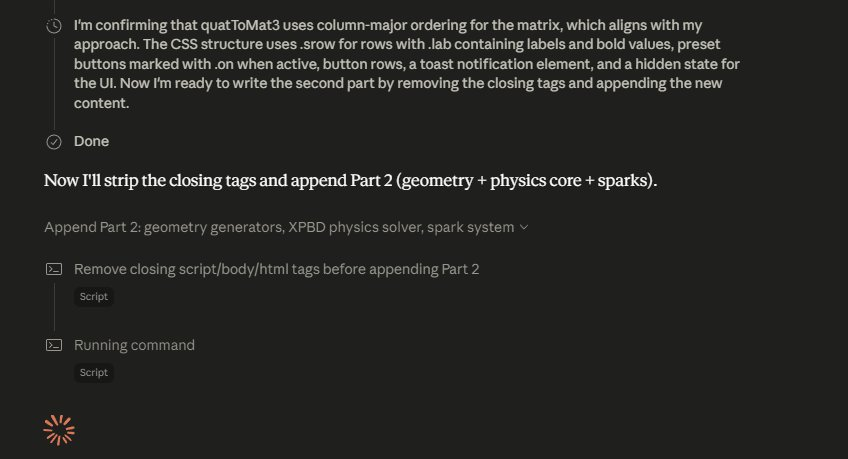 I'm confirming that quatToMat3 uses column-major ordering for the matrix, which aligns with my
approach. The CSS structure uses .srow for rows with .lab containing labels and bold values, preset
buttons marked with .on when active, button rows, a toast notification element, and a hidden state for
the UI. Now I'm ready to write the second part by removing the closing tags and appending the new
content.
Done
Now I'll strip the closing tags and append Part 2 (geometry + physics core + sparks).
Append Part 2: geometry generators, XPBD physics solver, spark system
Remove closing script/body/html tags before appending Part 2
Script
Running command
Script